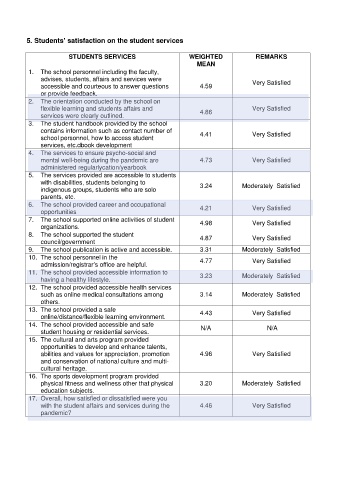 5. Students' satisfaction on the student services
STUDENTS SERVICES WEIGHTED MEAN REMARKS
1. The school personnel including the faculty,
advises, students, affairs and services were
accessible and courteous to answer questions
or provide feedback. 4.59 Very Satisfied
2. The orientation conducted by the school on
flexible learning and students affairs and
services were clearly outlined. 4.66 Very Satisfied
3. The student handbook provided by the school
contains information such as contact number of
school personnel, how to access student
services, etc.dbook development 4.41 Very Satisfied
4. The services to ensure psycho-social and
mental well-being during the pandemic are
administered regularlycation/yearbook 4.73 Very Satisfied
5. The services provided are accessible to students
with disabilities, students belonging to
indigenous groups, students who are solo
parents, etc. 3.24 Moderately Satisfied
6. The school provided career and occupational
opportunities 4.21 Very Satisfied
7. The school supported online activities of student
organizations. 4.98 Very Satisfied
8. The school supported the student
council/government 4.87 Very Satisfied
9. The school publication is active and accessible. 3.31 Moderately Satisfied
10. The school personnel in the
admission/registrar's office are helpful. 4.77 Very Satisfied
11. The school provided accessible information to
having a healthy lifestyle. 3.23 Moderately Satisfied
12. The school provided accessible health services
such as online medical consultations among
others. 3.14 Moderately Satisfied
13. The school provided a safe
online/distance/flexible learning environment. 4.43 Very Satisfied
14. The school provided accessible and safe
student housing or residential services. N/A N/A
15. The cultural and arts program provided
opportunities to develop and enhance talents,
abilities and values for appreciation, promotion
and conservation of national culture and multi-
cultural heritage. 4.96 Very Satisfied
16. The sports development program provided
physical fitness and wellness other that physical
education subjects. 3.20 Moderately Satisfied
17. Overall, how satisfied or dissatisfied were you
with the student affairs and services during the
pandemic? 4.46 Very Satisfied